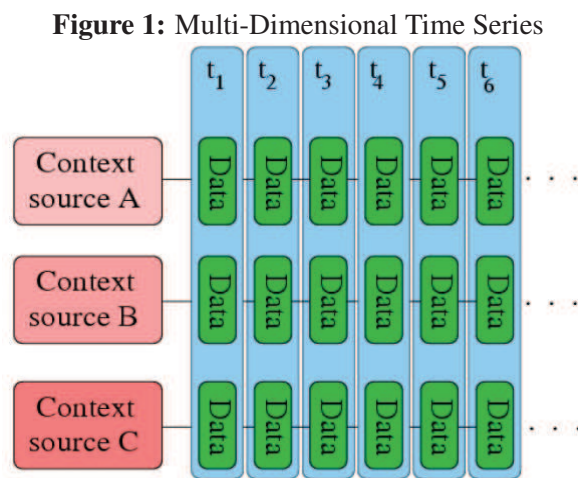 Figure 1: Multi-Dimensional Time Series
t1 t2 t3 t4 t5 t6
Context
source A
Data Data Data Data Data Data . . .
Context
source B
Data Data Data Data Data Data . . .
Context
source C
Data Data Data Data Data Data . . .